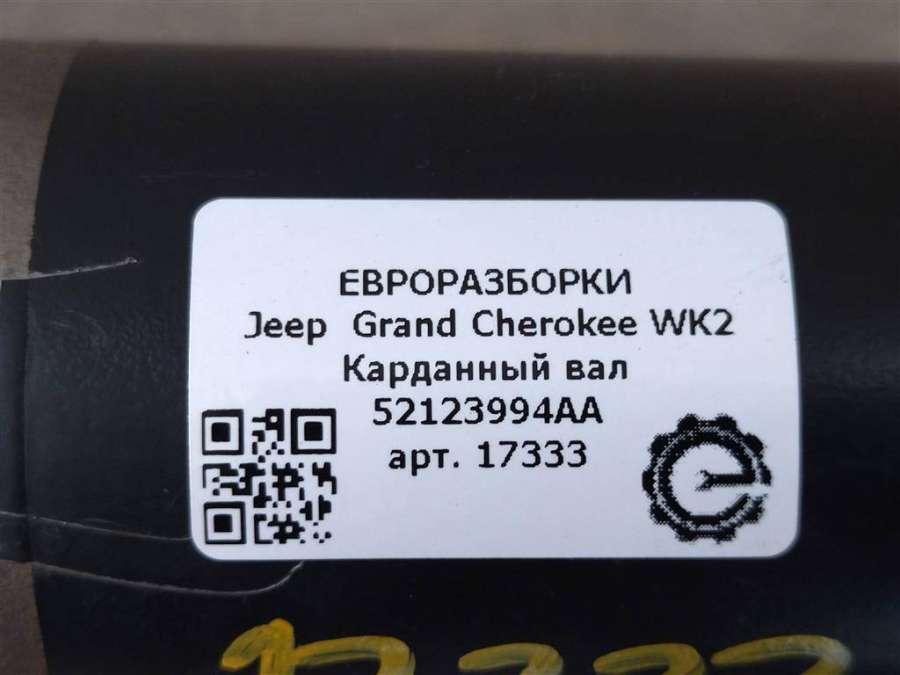 ЕВРОРАЗБОРКИ
Jeep Grand Cherokee WK2
Карданный вал
52123994AA
арт. 17333